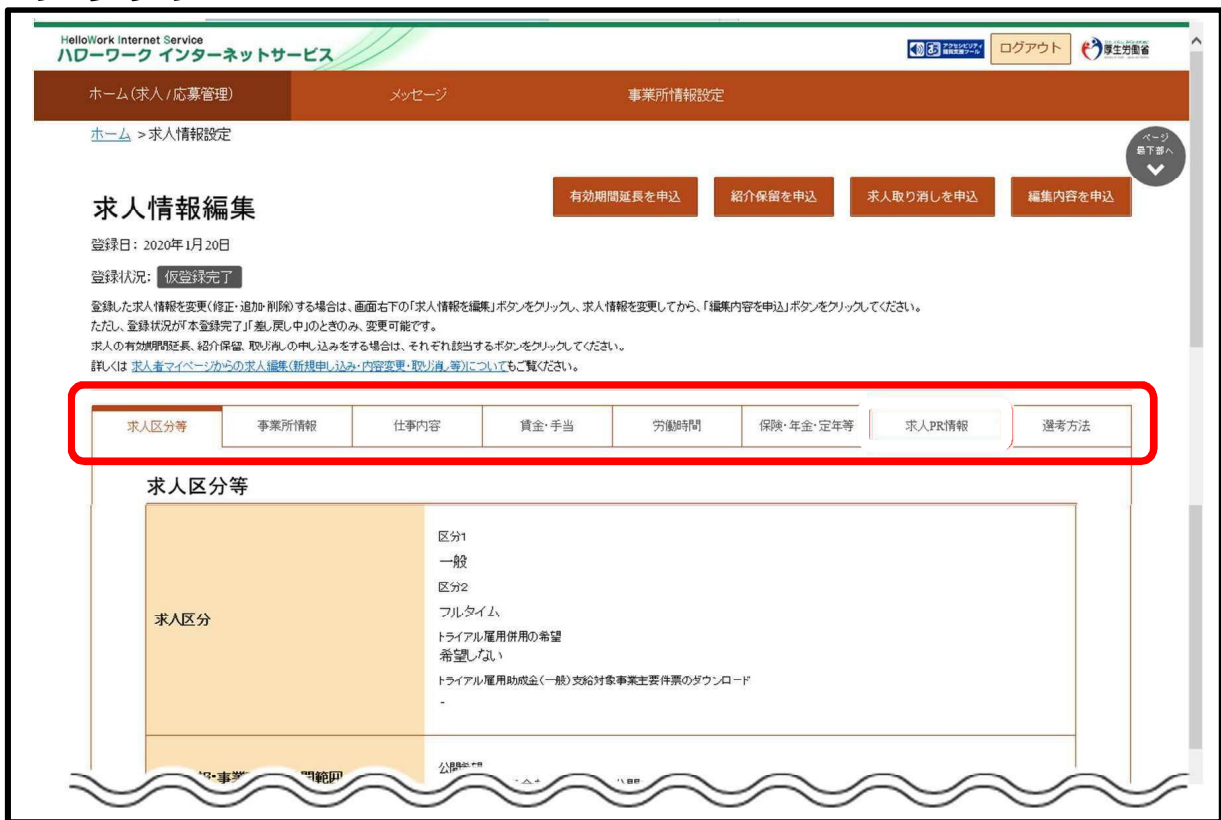 HelloWork Internet Service
ハローワーク インターネットサービス
アクセシビリティ
閲覧支援ツール
ログアウト
厚生労働省
ホーム(求人/応募管理)
メッセージ
事業所情報設定
ホーム >求人情報設定
ページ
最下部へ
有効期間延長を申込
紹介保留を申込
求人取り消しを申込
編集内容を申込
求人情報編集
登録日: 2020年1月20日
登録状況: 仮登録完了
登録した求人情報を変更(修正・追加・削除)する場合は、画面右下の「求人情報を編集」ボタンをクリックし、求人情報を変更してから、「編集内容を申込」ボタンをクリックしてください。
ただし、登録状況が「本登録完了」「差し戻し中」のときのみ、変更可能です。
求人の有効期間延長、紹介保留、取り消しの申し込みをする場合は、それぞれ該当するボタンをクリックしてください。
詳しくは 求人者マイページからの求人編集(新規申し込み・内容変更・取り消し等)についてもご覧ください。
求人区分等
事業所情報
仕事内容
賃金・手当
労働時間
保険・年金・定年等
求人PR情報
選考方法
求人区分等
求人区分
区分1
一般
区分2
フルタイム
トライアル雇用併用の希望
希望しない
トライアル雇用助成金(一般)支給対象事業主要件票のダウンロード
-